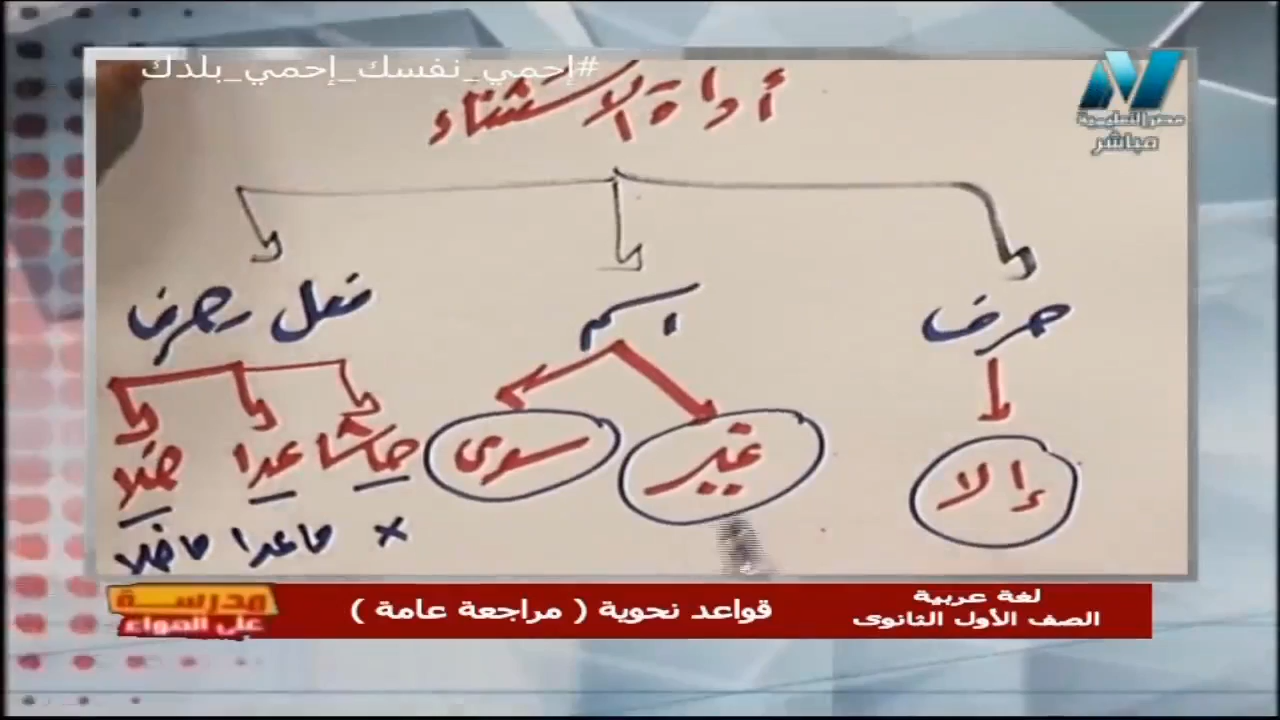 #إحمي_نفسك_إحمي_بلدك
مصر التعليمية
مباشر
أداة الاستثناء
حرف
اسم
فعل وحرف
إلا
غير
سوى
حاشا عدا خلا
× ما عدا ما خلا
لغة عربية
الصف الأول الثانوى
قواعد نحوية ( مراجعة عامة )
مدرسة
على الهواء